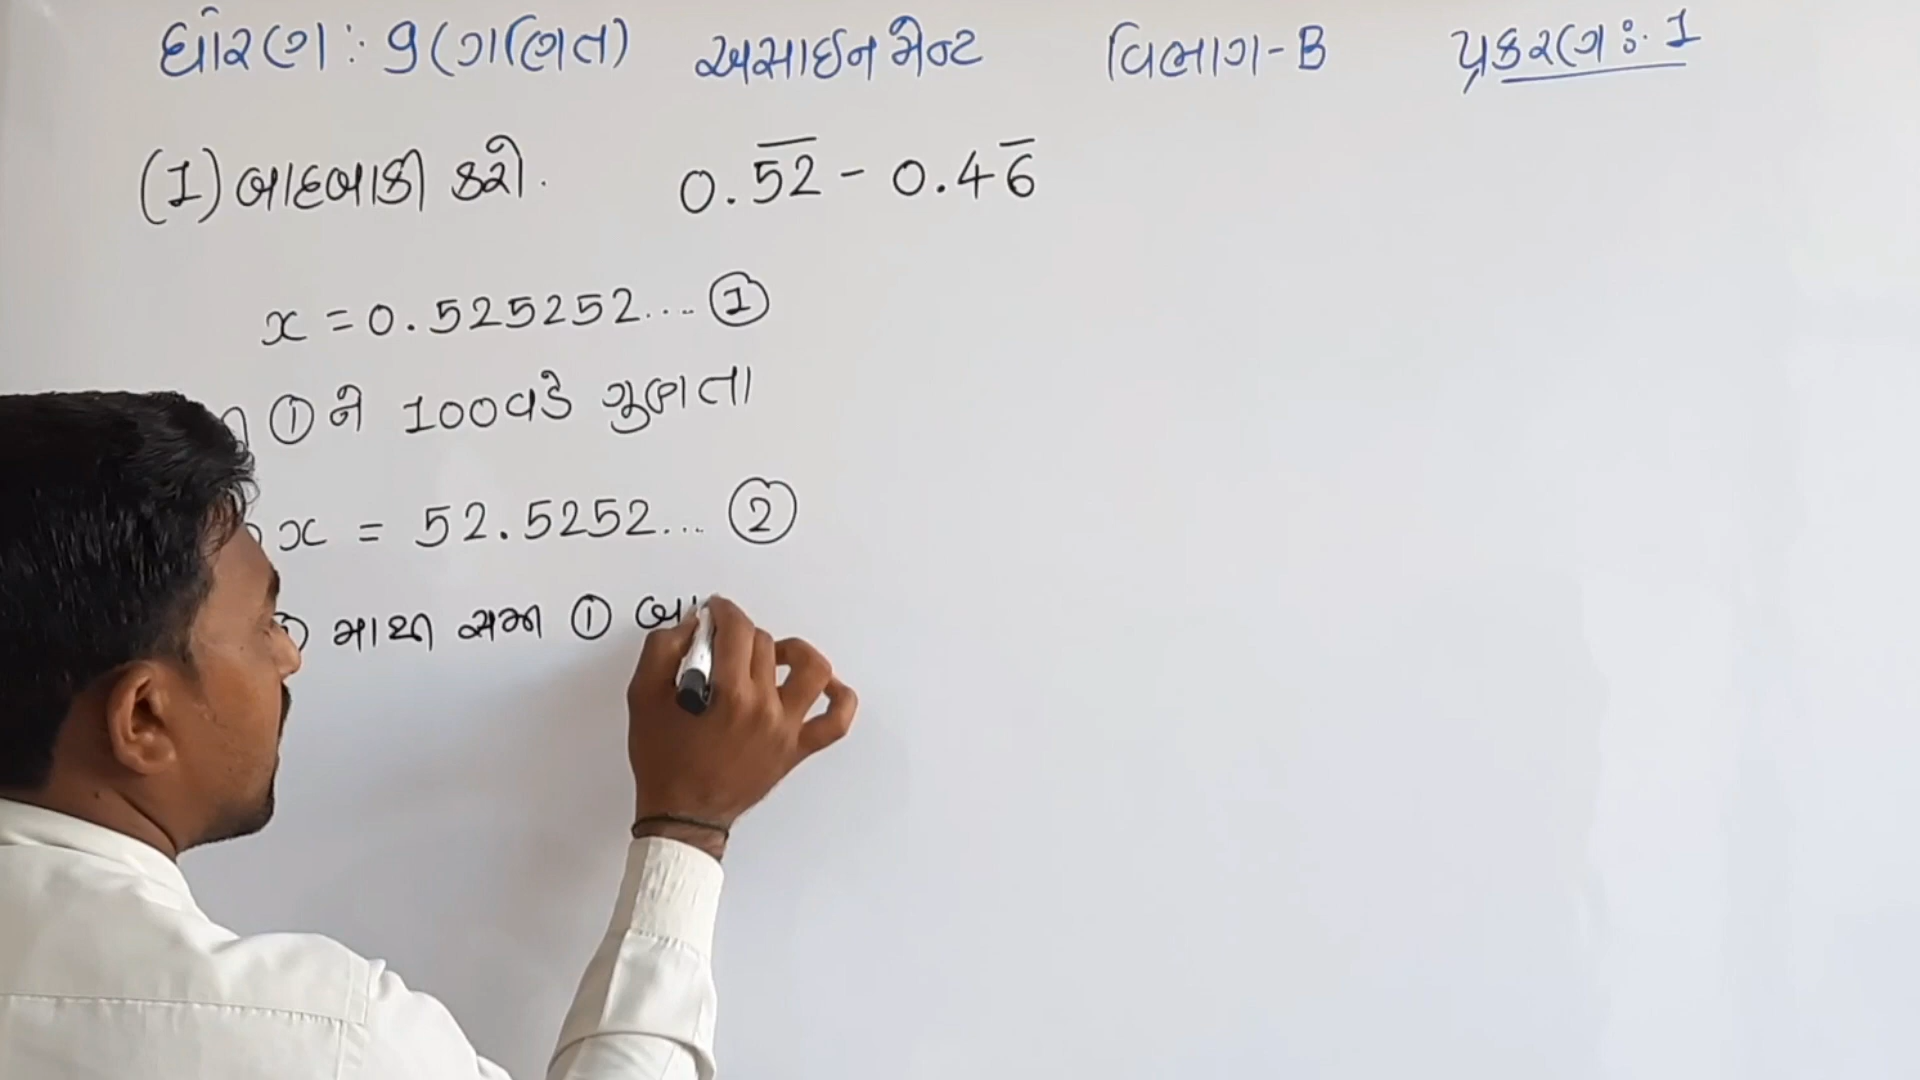 ધોરણ : 9 (ગણિત) અસાઇનમેન્ટ વિભાગ - B પ્રકરણ : 1
(1) બાદબાકી કરો. 0.5̅2̅ - 0.46̅
x = 0.525252.... ①
① ને 100 વડે ગુણતા
x = 52.5252... ②
માથી સમી ①